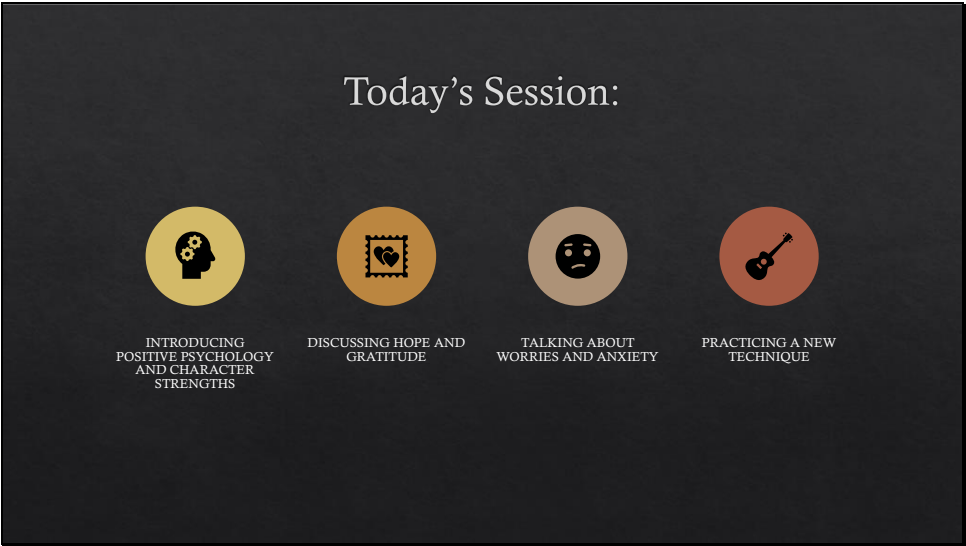 Today’s Session:
INTRODUCING
POSITIVE PSYCHOLOGY
AND CHARACTER
STRENGTHS
DISCUSSING HOPE AND
GRATITUDE
TALKING ABOUT
WORRIES AND ANXIETY
PRACTICING A NEW
TECHNIQUE